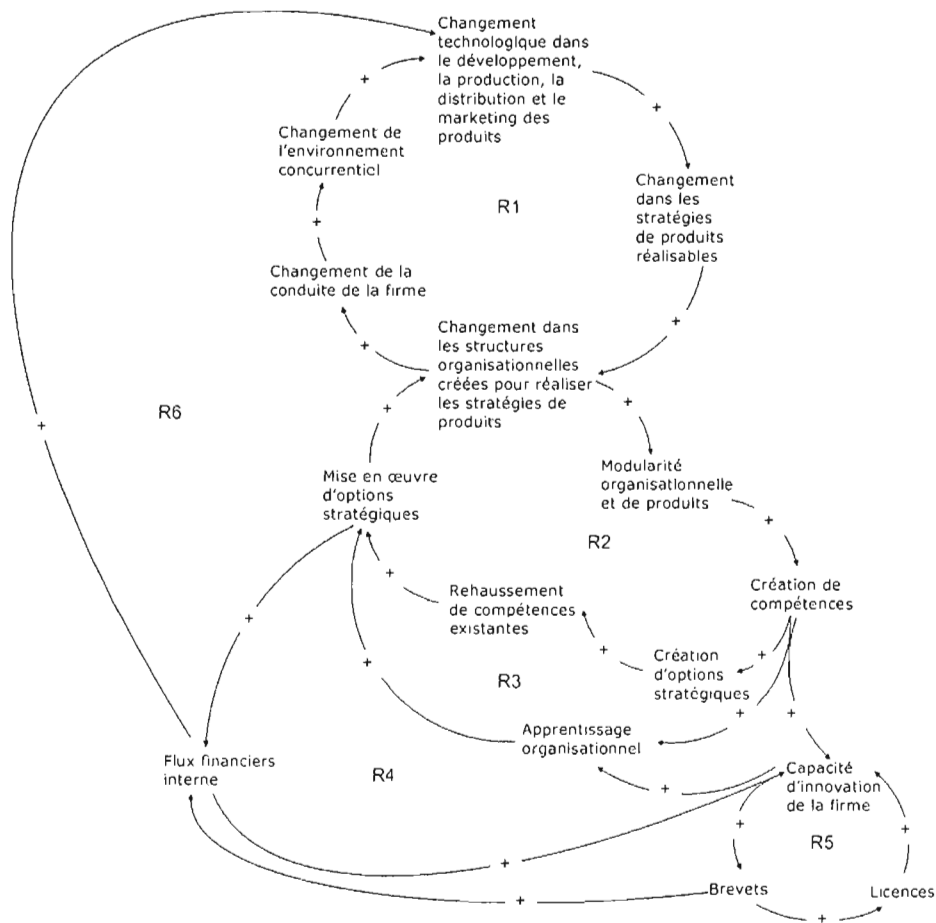 Changement
technologique dans
le développement,
la production, la
distribution et le
marketing des
produits
+
+
Changement de
l'environnement
concurrentiel
Changement
dans les
stratégies
de produits
réalisables
R1
+
Changement de la
conduite de la firme
+
Changement dans
les structures
organisationnelles
créées pour réaliser
les stratégies de
produits
+
+
+
R6
+
Mise en œuvre
d'options
stratégiques
Modularité
organisationnelle
et de produits
+
R2
+
Rehaussement
de compétences
existantes
Création de
compétences
+
+
+
Création
d'options
stratégiques
+
R3
+
+
Apprentissage
organisationnel
Flux financiers
interne
R4
Capacité
d'innovation
de la firme
+
+
+
R5
+
+
Brevets
Licences
+
+